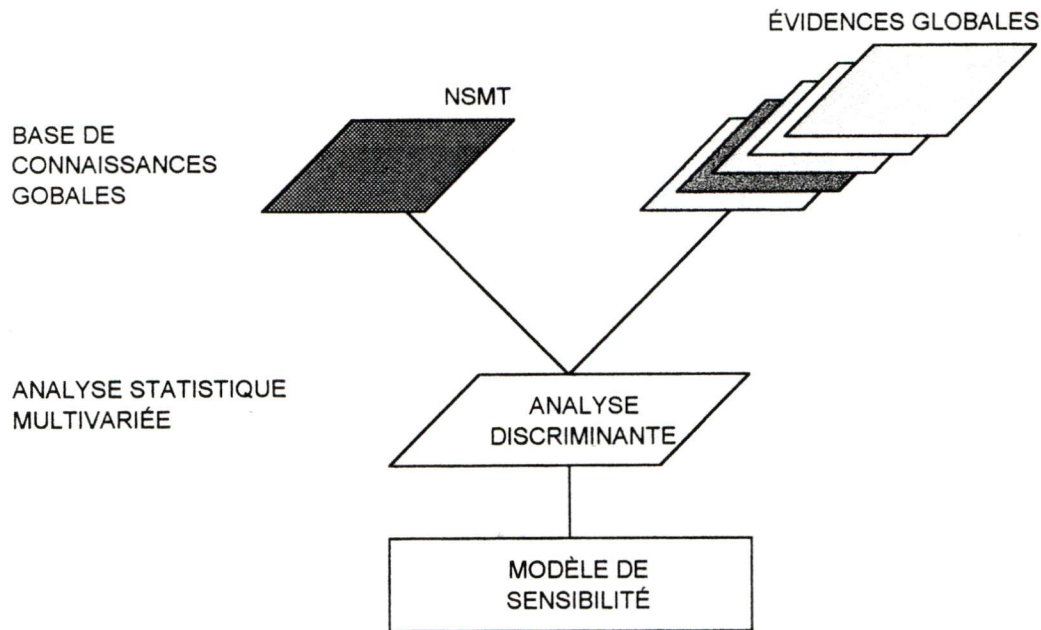 ÉVIDENCES GLOBALES
NSMT
BASE DE
CONNAISSANCES
GOBALES
ANALYSE STATISTIQUE
MULTIVARIÉE
ANALYSE
DISCRIMINANTE
MODÈLE DE
SENSIBILITÉ